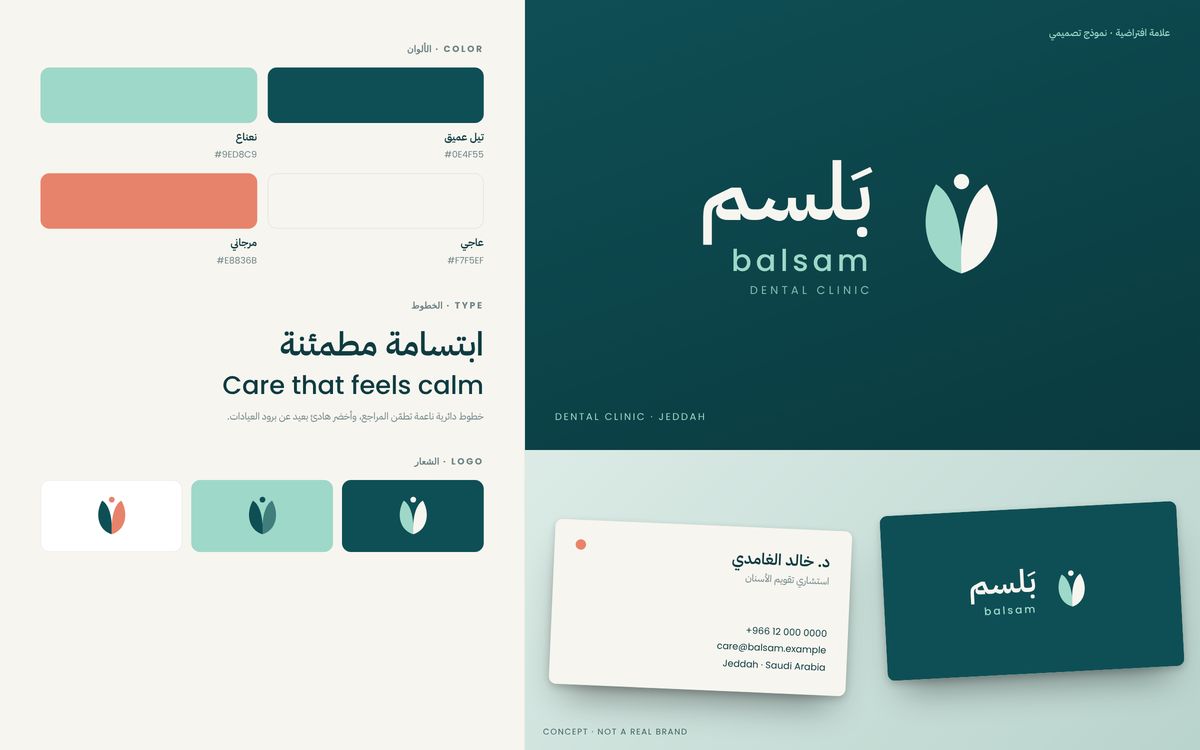 COLOR · الألوان
تيل عميق
#0E4F55
نعناع
#9ED8C9
عاجي
#F7F5EF
مرجاني
#E8836B
TYPE · الخطوط
ابتسامة مطمئنة
Care that feels calm
خطوط دائرية ناعمة تطمّن المراجع، وأخضر هادئ بعيد عن برود العيادات.
LOGO · الشعار
علامة افتراضية · نموذج تصميمي
بَلسم
balsam
DENTAL CLINIC
DENTAL CLINIC · JEDDAH
بَلسم
balsam
د. خالد الغامدي
استشاري تقويم الأسنان
+966 12 000 0000
care@balsam.example
Jeddah · Saudi Arabia
CONCEPT · NOT A REAL BRAND